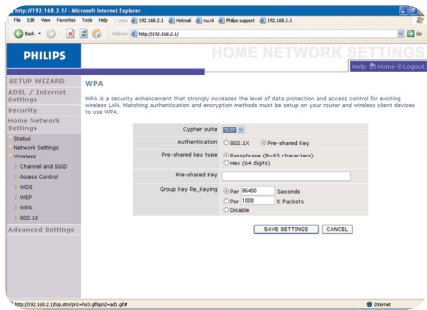 http://192.168.2.1/ - Microsoft Internet Explorer
File Edit View Favorites Tools Help Links 192.168.2.1 Hotmail nu.nl Philips support 192.168.1.1
Back Address http://192.168.2.1/ Go
PHILIPS
HOME NETWORK SETTINGS
Help Home Logout
SETUP WIZARD
ADSL / Internet Settings
Security
Home Network Settings
Status
Network Settings
Wireless
Channel and SSID
Access Control
WDS
WEP
WPA
802.1X
Advanced Settings
WPA
WPA is a security enhancement that strongly increases the level of data protection and access control for existing
wireless LAN. Matching authentication and encryption methods must be setup on your router and wireless client devices
to use WPA.
Cypher suite TKIP
Authentication 802.1X Pre-shared Key
Pre-shared key type Passphrase (8~63 characters)
Hex (64 digits)
Pre-shared Key
Group Key Re_Keying Per 86400 Seconds
Per 1000 K Packets
Disable
SAVE SETTINGS CANCEL
Internet